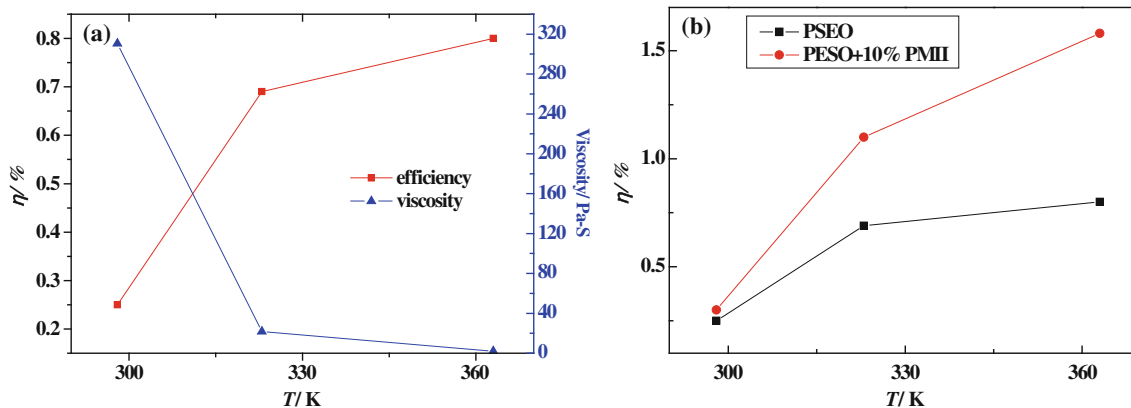 (a)
0.8
0.7
0.6
0.5
0.4
0.3
0.2
η/ %
300
330
360
T/ K
320
280
240
200
160
120
80
40
0
Viscosity/ Pa-S
efficiency
viscosity
(b)
PSEO
PESO+10% PMII
1.5
1.0
0.5
η/ %
300
330
360
T/ K